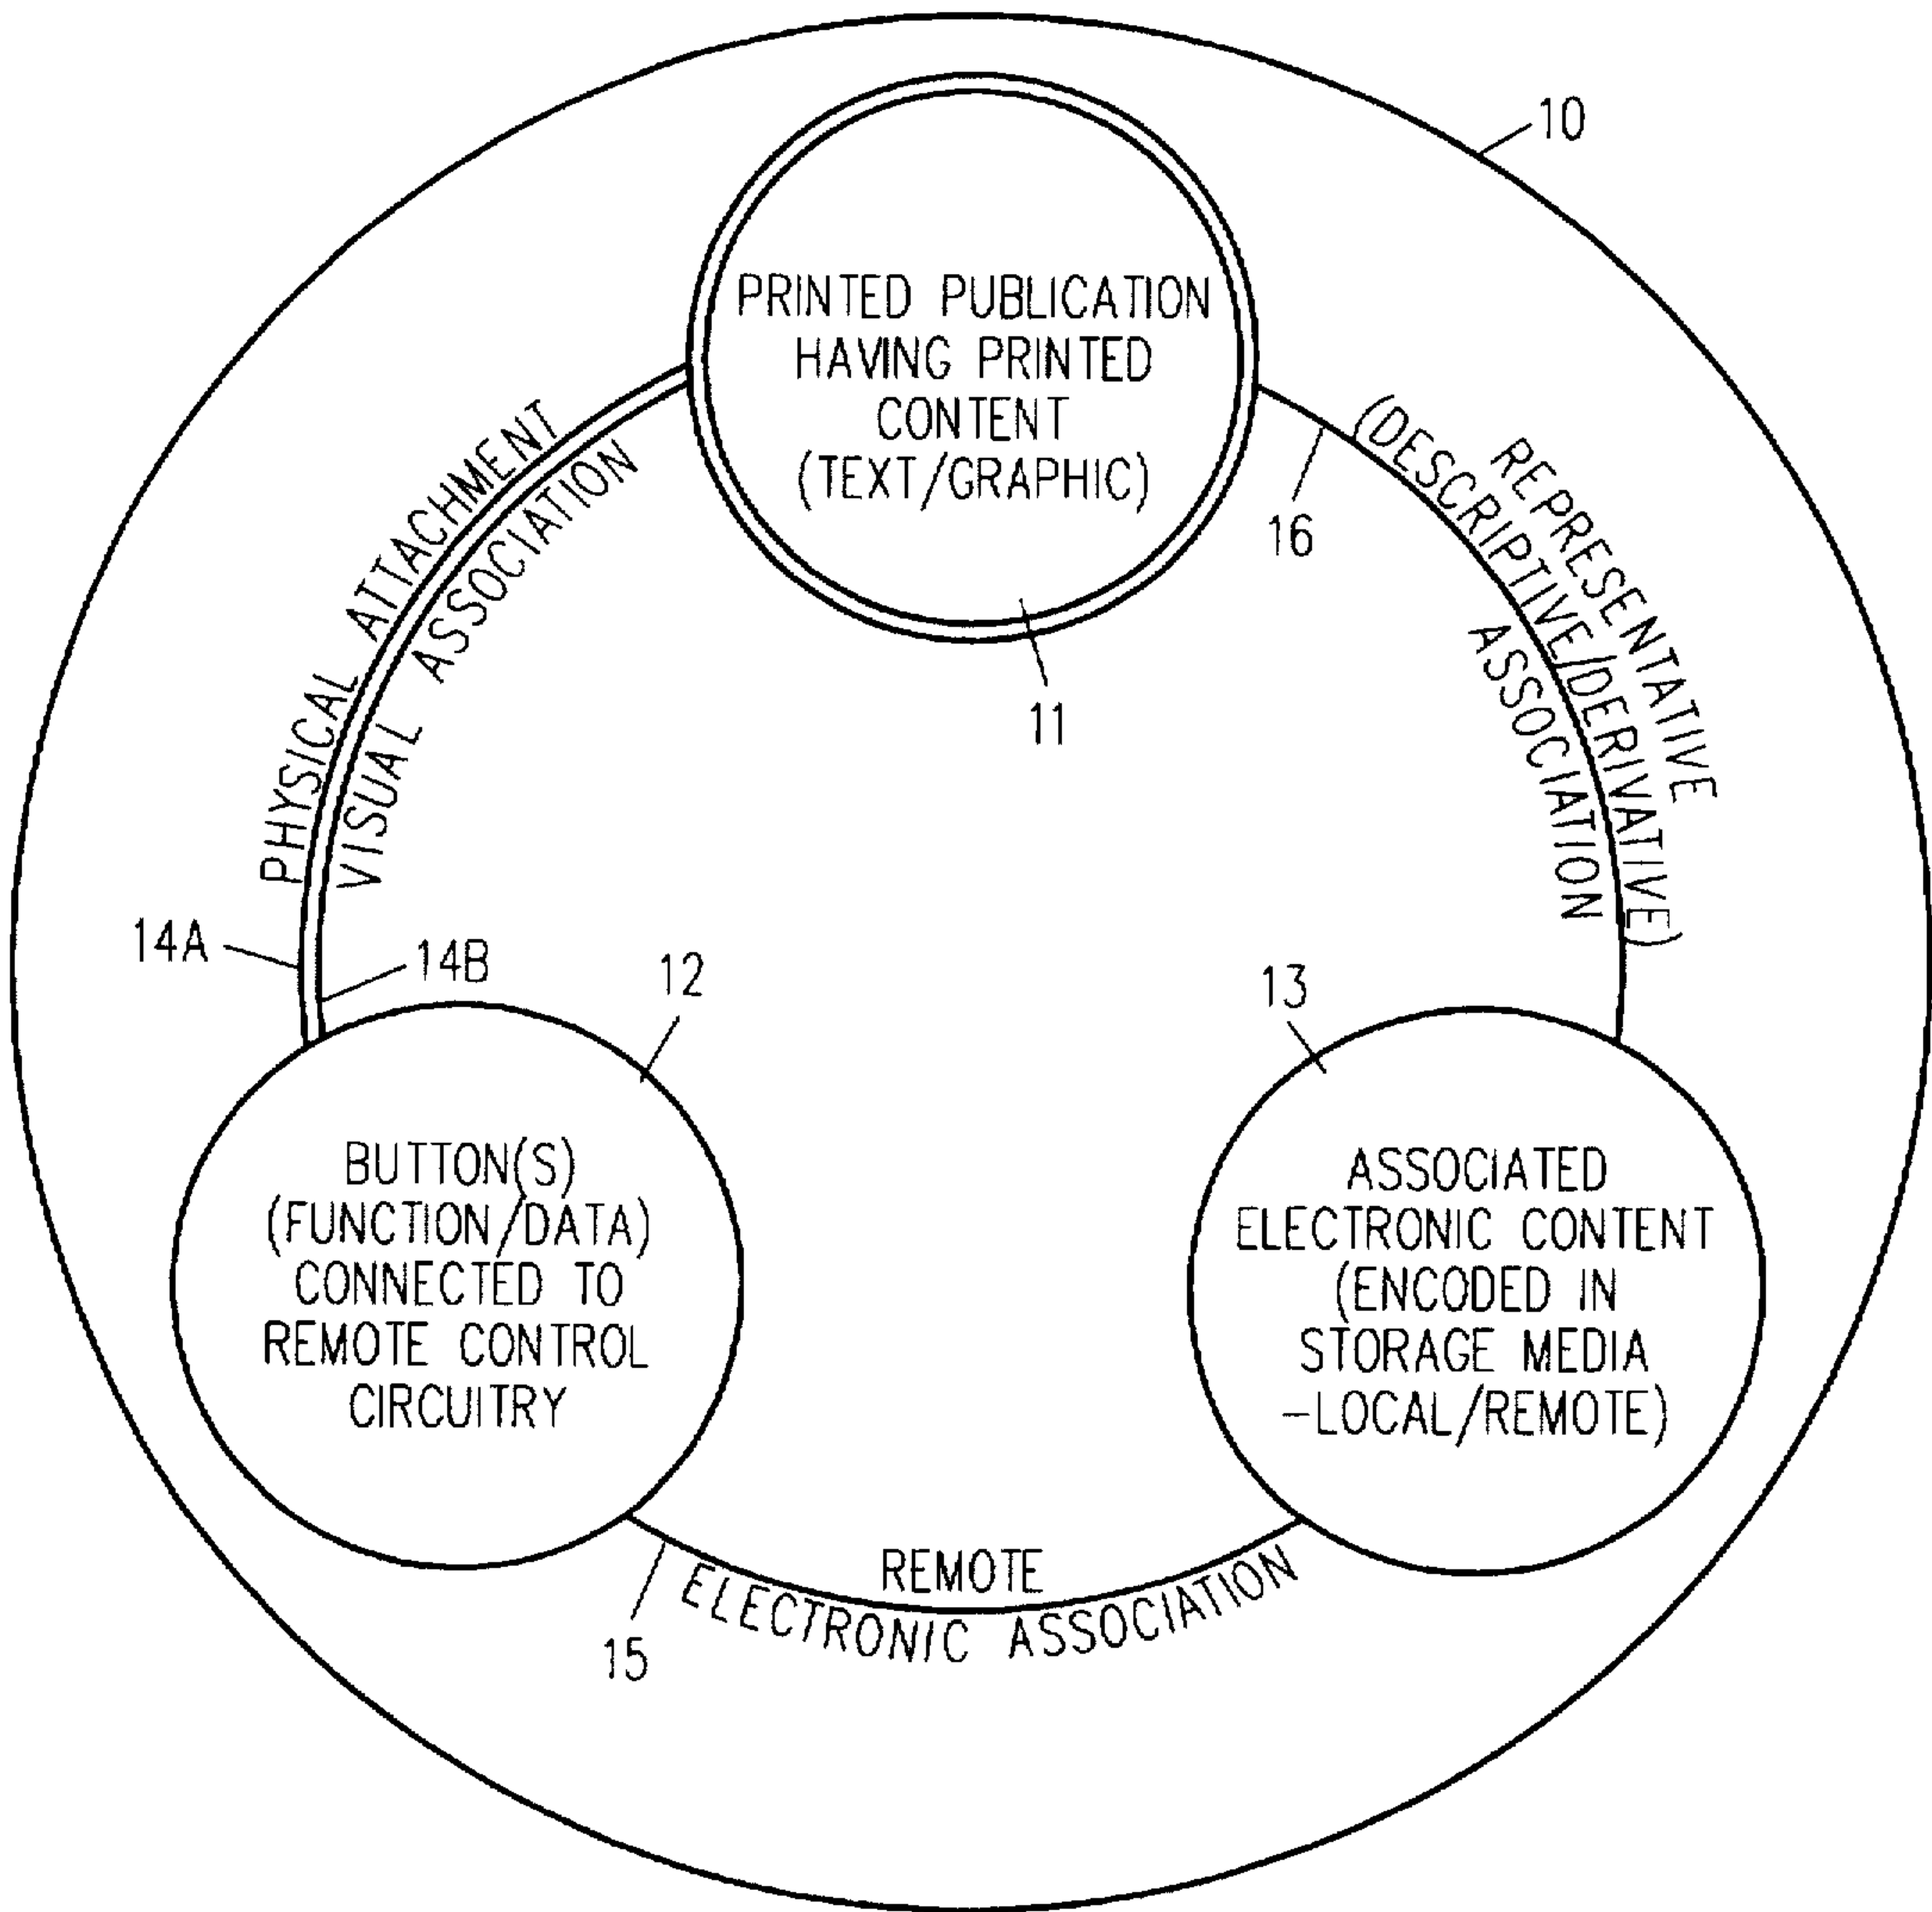 10
PRINTED PUBLICATION
HAVING PRINTED
CONTENT
(TEXT/GRAPHIC)
11
16
PHYSICAL ATTACHMENT
VISUAL ASSOCIATION
REPRESENTATIVE
(DESCRIPTIVE/DERIVATIVE)
ASSOCIATION
14A
14B
12
13
BUTTON(S)
(FUNCTION/DATA)
CONNECTED TO
REMOTE CONTROL
CIRCUITRY
ASSOCIATED
ELECTRONIC CONTENT
(ENCODED IN
STORAGE MEDIA
-LOCAL/REMOTE)
REMOTE
ELECTRONIC ASSOCIATION
15